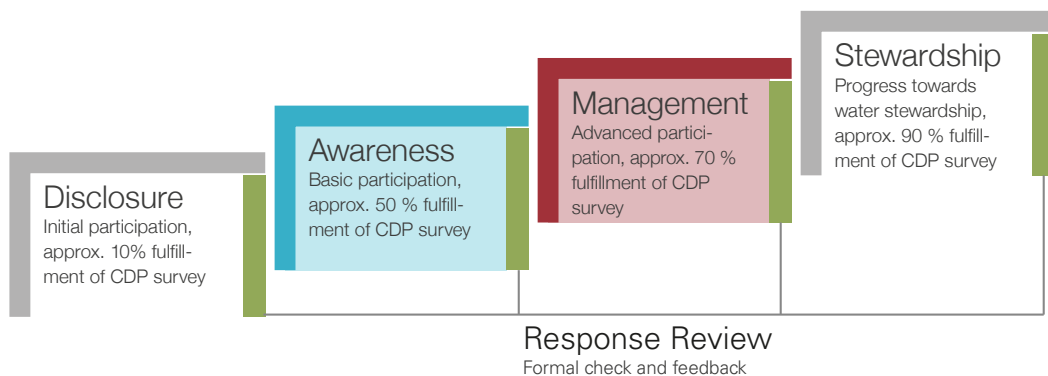 Disclosure
Initial participation,
approx. 10% fulfill-
ment of CDP survey
Awareness
Basic participation,
approx. 50 % fulfill-
ment of CDP survey
Management
Advanced partici-
pation, approx. 70 %
fulfillment of CDP
survey
Stewardship
Progress towards
water stewardship,
approx. 90 % fulfill-
ment of CDP survey
Response Review
Formal check and feedback